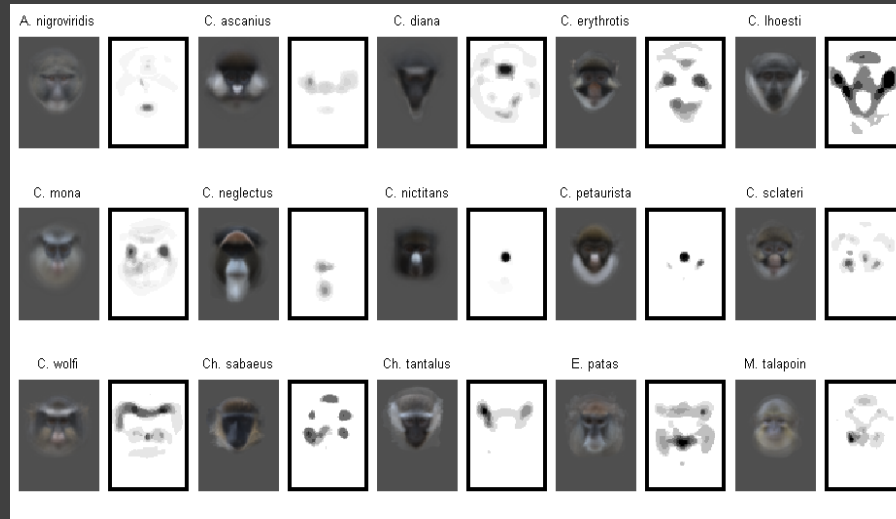 A. nigroviridis C. ascanius C. diana C. erythrotis C. lhoesti
C. mona C. neglectus C. nictitans C. petaurista C. sclateri
C. wolfi Ch. sabaeus Ch. tantalus E. patas M. talapoin